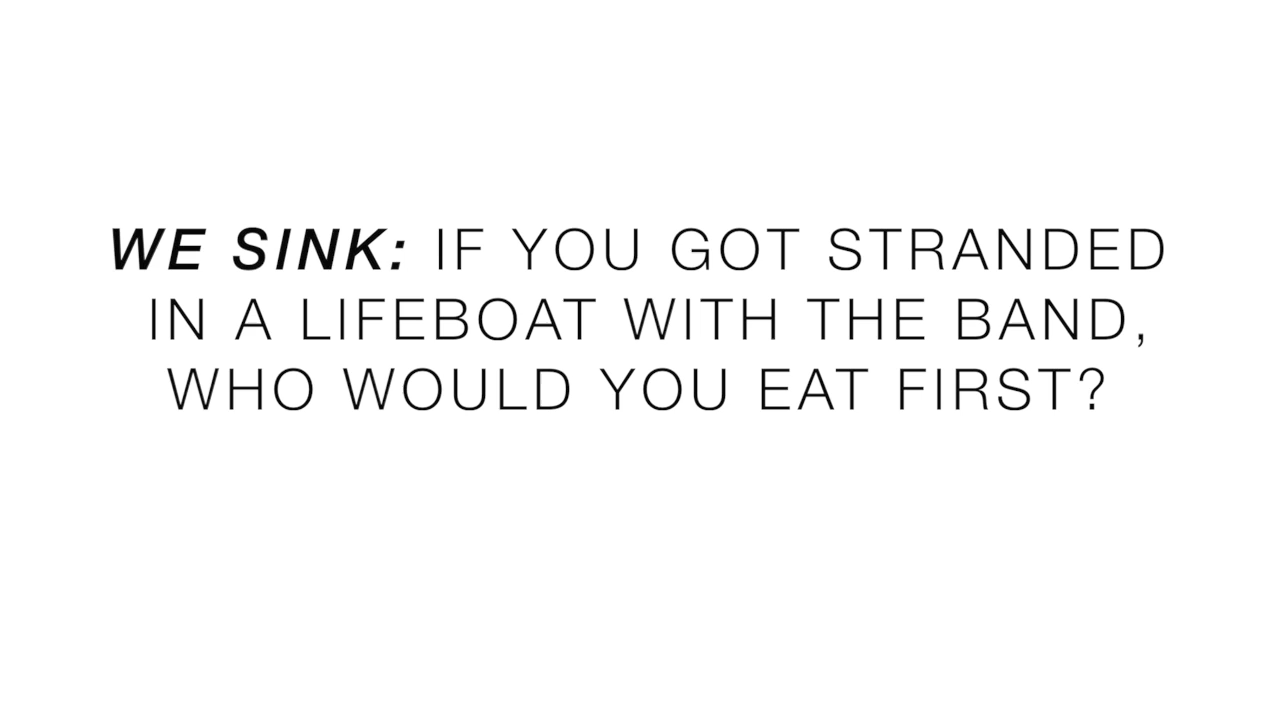 WE SINK: IF YOU GOT STRANDED
IN A LIFEBOAT WITH THE BAND,
WHO WOULD YOU EAT FIRST?